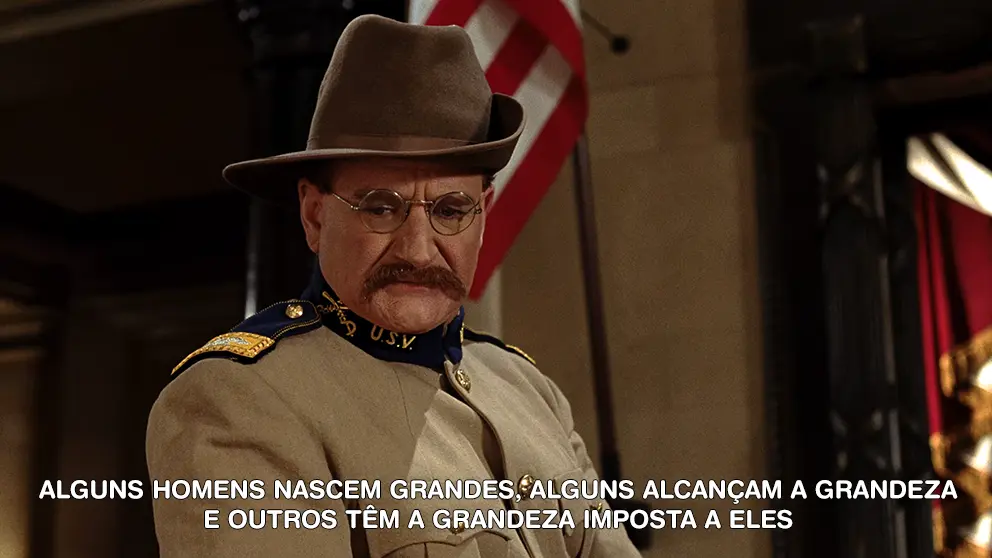 U.S.V.
ALGUNS HOMENS NASCEM GRANDES, ALGUNS ALCANÇAM A GRANDEZA
E OUTROS TÊM A GRANDEZA IMPOSTA A ELES